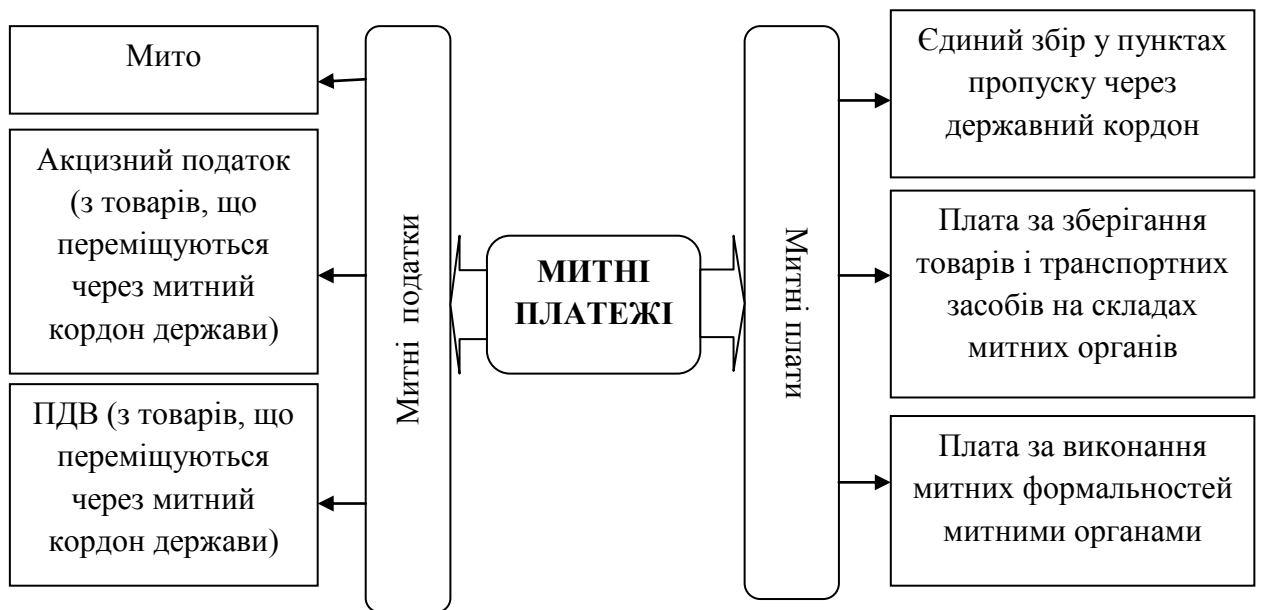 Мито
Акцизний податок
(з товарів, що
переміщуються
через митний
кордон держави)
ПДВ (з товарів, що
переміщуються
через митний
кордон держави)
Митні податки
МИТНІ
ПЛАТЕЖІ
Митні плати
Єдиний збір у пунктах
пропуску через
державний кордон
Плата за зберігання
товарів і транспортних
засобів на складах
митних органів
Плата за виконання
митних формальностей
митними органами